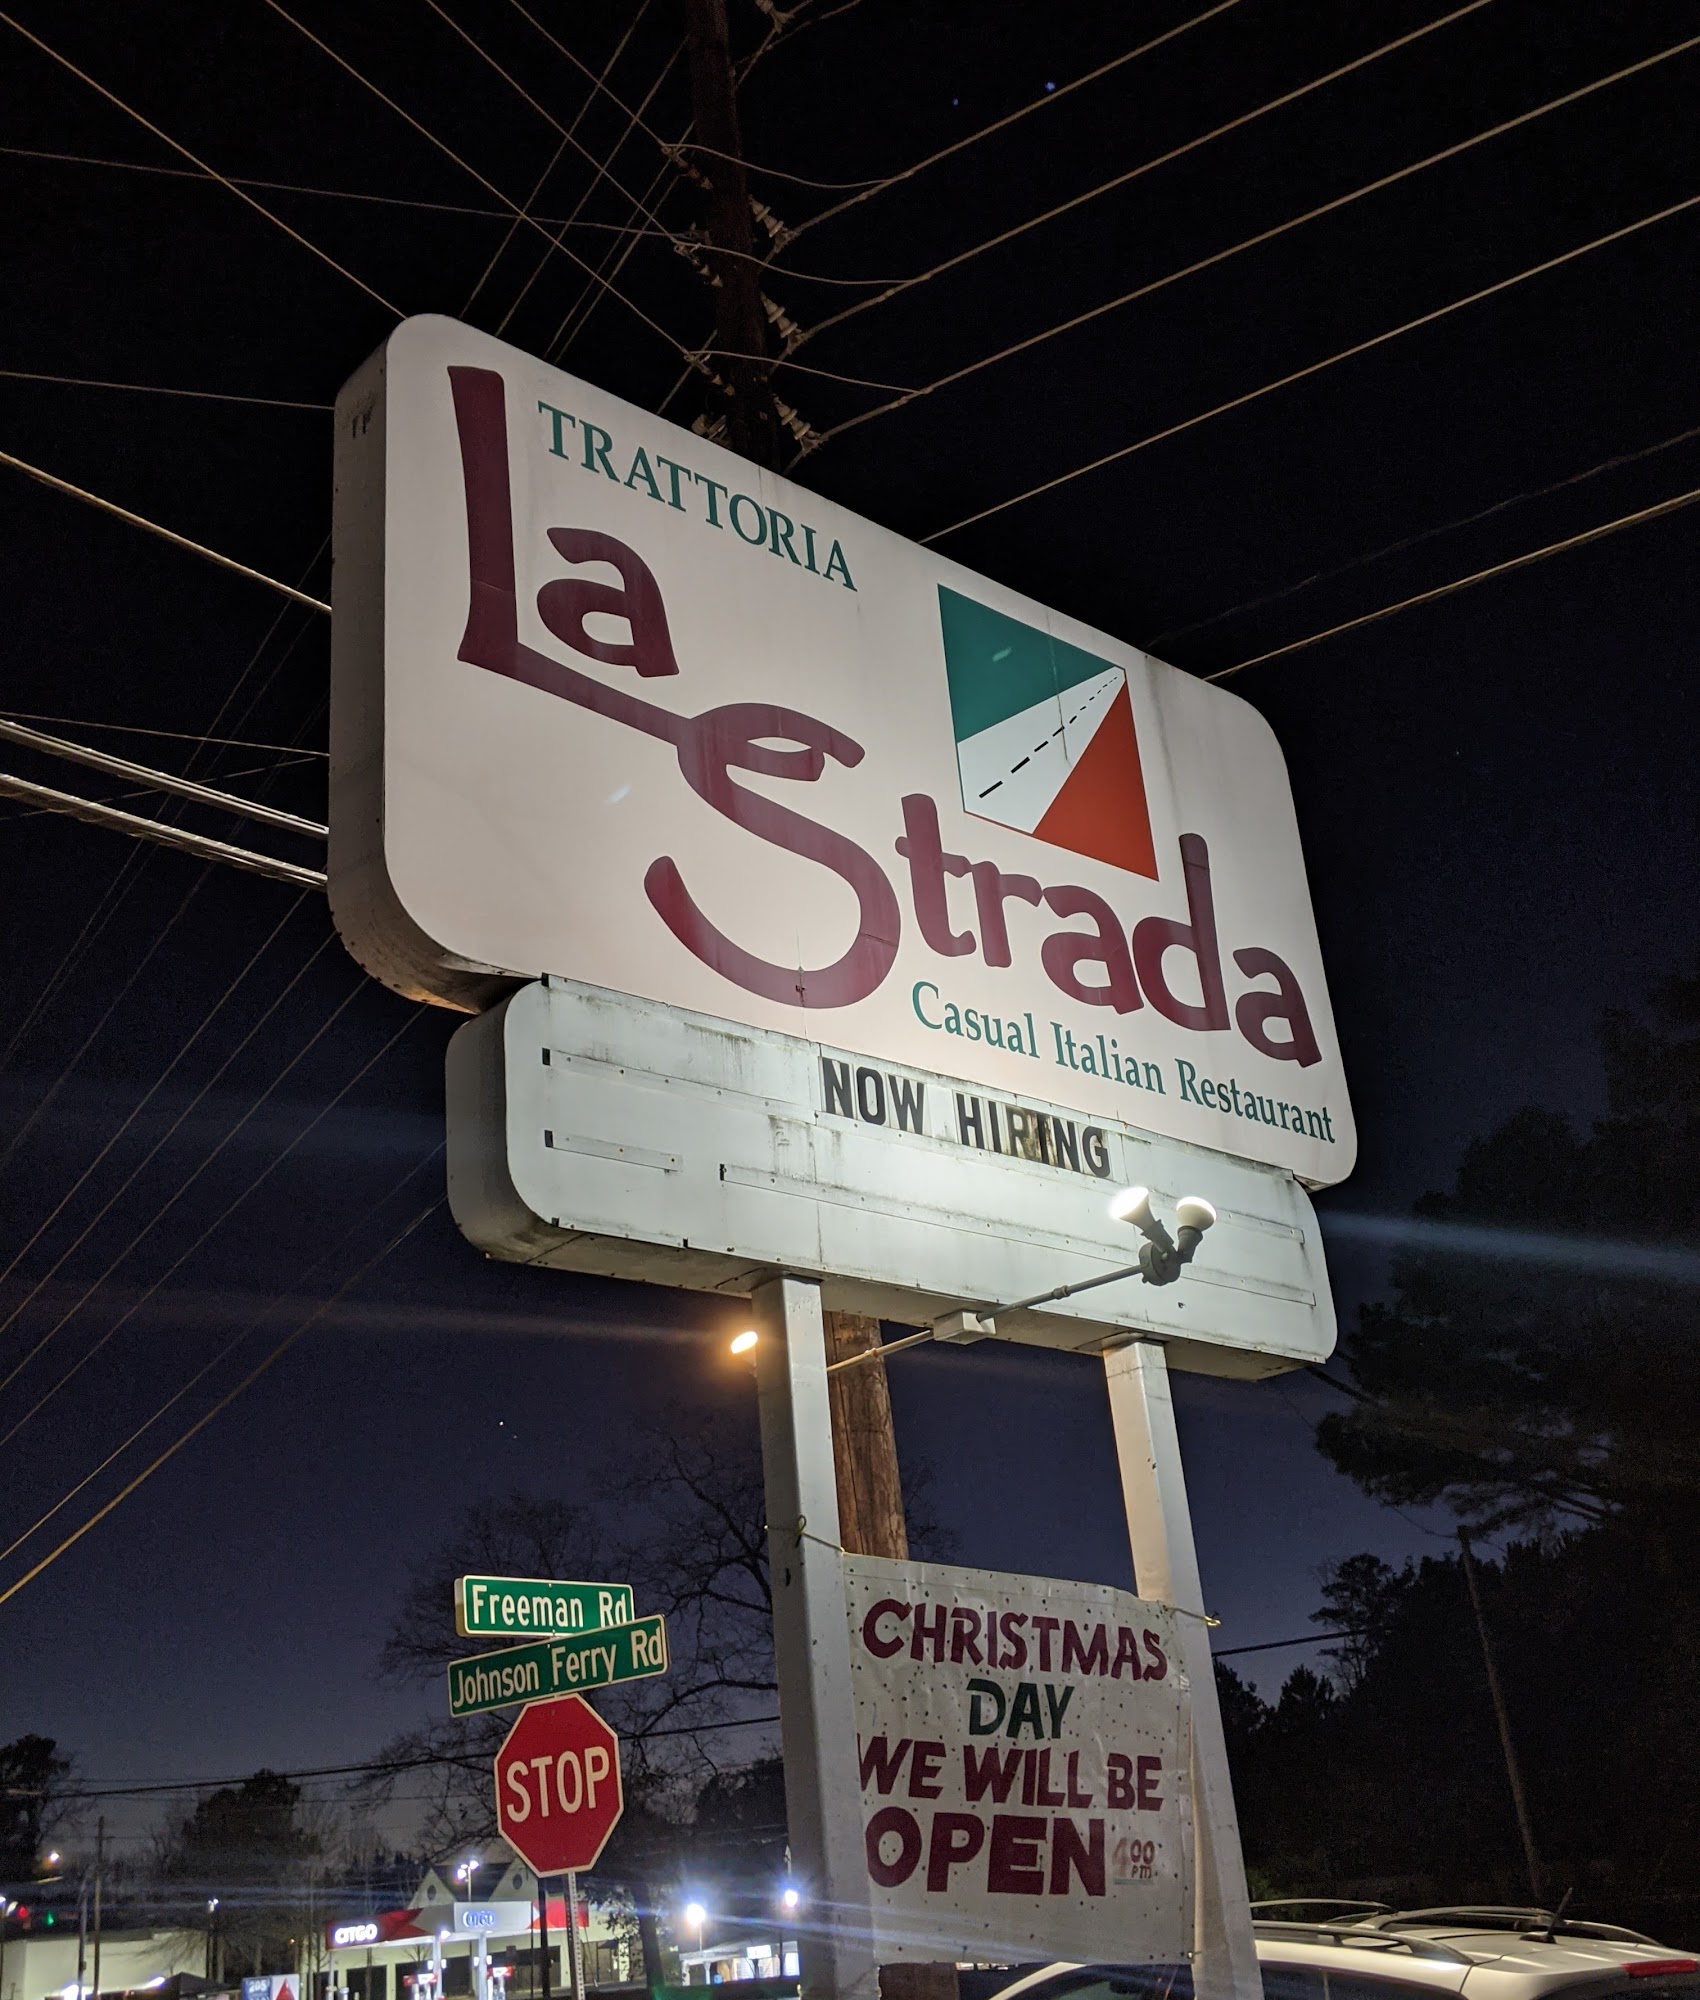 TRATTORIA
La
Strada
Casual Italian Restaurant
NOW HIRING
Freeman Rd
Johnson Ferry Rd
STOP
CHRISTMAS
DAY
WE WILL BE
OPEN 4:00
PM
CITGO